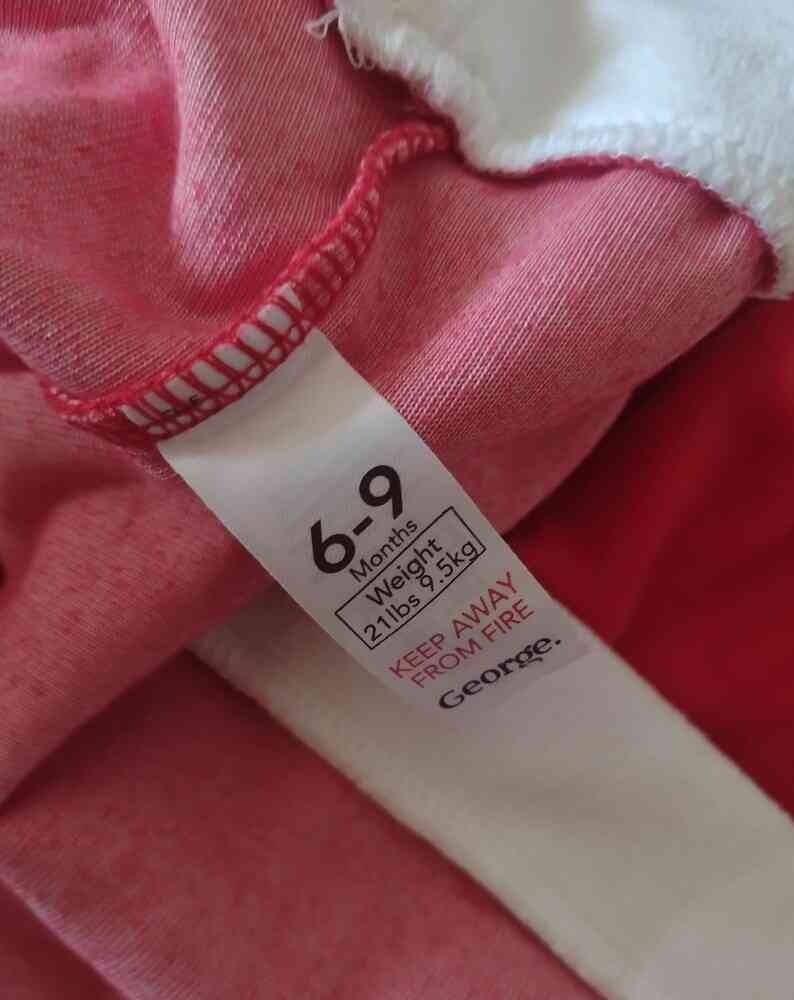 6-9
Months
Weight
21lbs 9.5kg
KEEP AWAY
FROM FIRE
George.